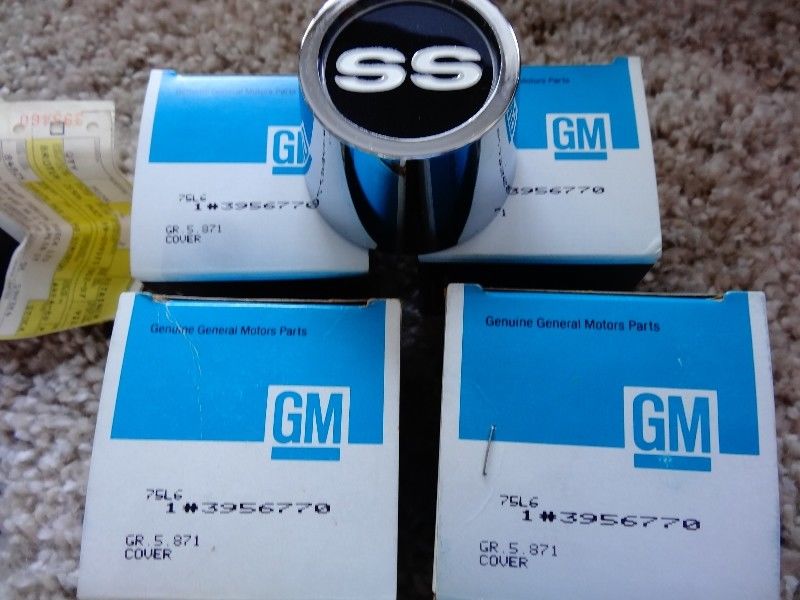 SS
Genuine General Motors Parts
GM
75L6
1#3956770
GR.5.871
COVER
Parts
GM
3956770
Genuine General Motors Parts
GM
75L6
1#3956770
GR.5.871
COVER
Genuine General Motors Parts
GM
75L6
1#3956770
GR.5.871
COVER